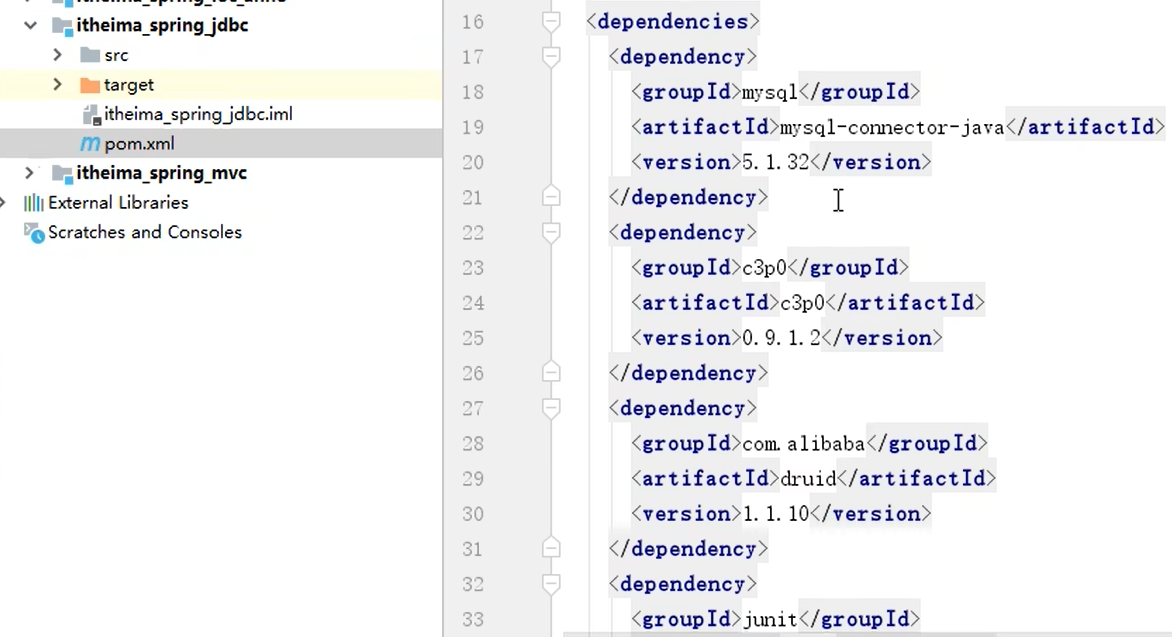 itheima_spring_ioc_anno
itheima_spring_jdbc
src
target
itheima_spring_jdbc.iml
pom.xml
itheima_spring_mvc
External Libraries
Scratches and Consoles
16 <dependencies>
17 <dependency>
18 <groupId>mysql</groupId>
19 <artifactId>mysql-connector-java</artifactId>
20 <version>5.1.32</version>
21 </dependency>
22 <dependency>
23 <groupId>c3p0</groupId>
24 <artifactId>c3p0</artifactId>
25 <version>0.9.1.2</version>
26 </dependency>
27 <dependency>
28 <groupId>com.alibaba</groupId>
29 <artifactId>druid</artifactId>
30 <version>1.1.10</version>
31 </dependency>
32 <dependency>
33 <groupId>junit</groupId>